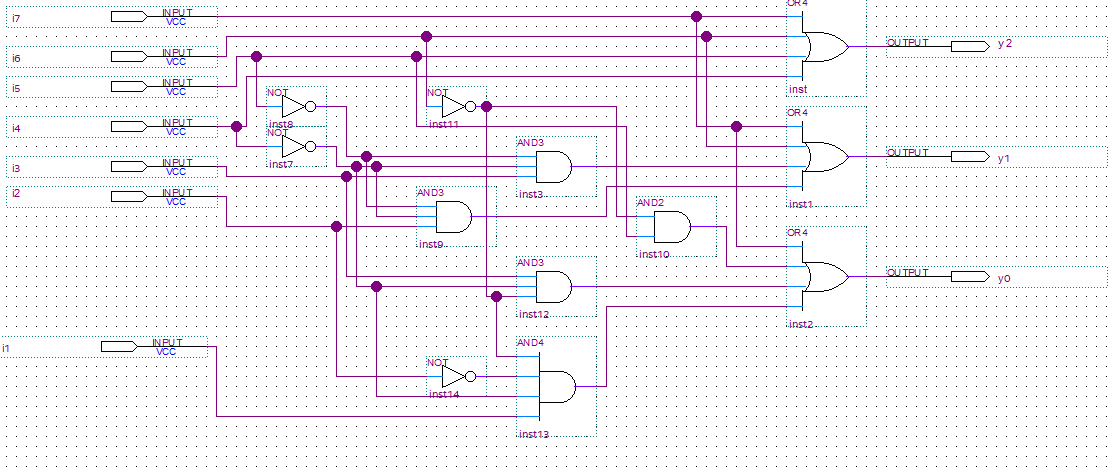 OR4
i7 INPUT
VCC
i6 INPUT
VCC
OUTPUT y2
i5 INPUT
VCC
inst
NOT
NOT
OR4
inst8
inst11
i4 INPUT
VCC
NOT
AND3
inst7
OUTPUT y1
i3 INPUT
VCC
i2 INPUT
VCC
inst3
AND3
AND2
inst1
OR4
inst9
inst10
AND3
OUTPUT y0
inst12
inst2
i1 INPUT
VCC
AND4
NOT
inst14
inst13